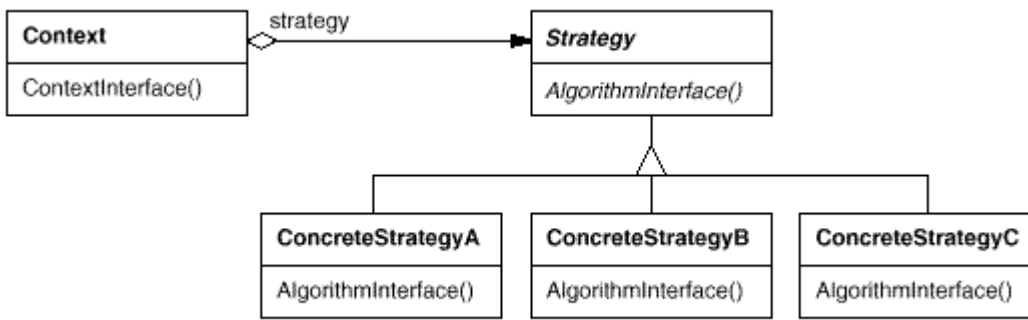 Context
ContextInterface()
strategy
Strategy
AlgorithmInterface()
ConcreteStrategyA
AlgorithmInterface()
ConcreteStrategyB
AlgorithmInterface()
ConcreteStrategyC
AlgorithmInterface()